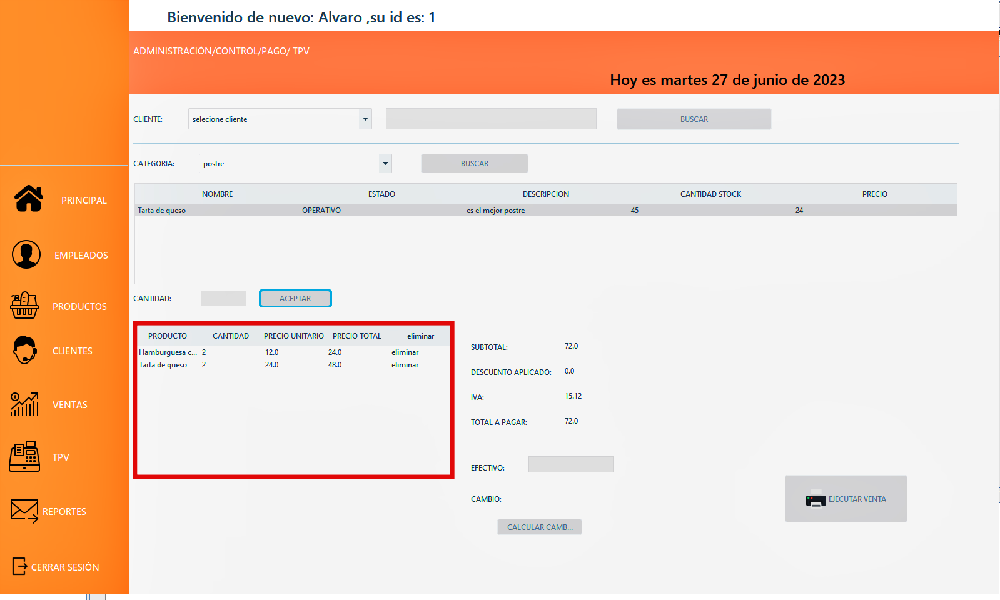 Bienvenido de nuevo: Alvaro ,su id es: 1
ADMINISTRACIÓN/CONTROL/PAGO/ TPV
Hoy es martes 27 de junio de 2023
CLIENTE: selecione cliente BUSCAR
CATEGORIA: postre BUSCAR
NOMBRE ESTADO DESCRIPCION CANTIDAD STOCK PRECIO
Tarta de queso OPERATIVO es el mejor postre 45 24
CANTIDAD: ACEPTAR
PRODUCTO CANTIDAD PRECIO UNITARIO PRECIO TOTAL eliminar
Hamburguesa c... 2 12.0 24.0 eliminar
Tarta de queso 2 24.0 48.0 eliminar
SUBTOTAL: 72.0
DESCUENTO APLICADO: 0.0
IVA: 15.12
TOTAL A PAGAR: 72.0
EFECTIVO:
CAMBIO:
CALCULAR CAMB...
EJECUTAR VENTA
PRINCIPAL
EMPLEADOS
PRODUCTOS
CLIENTES
VENTAS
TPV
REPORTES
CERRAR SESIÓN